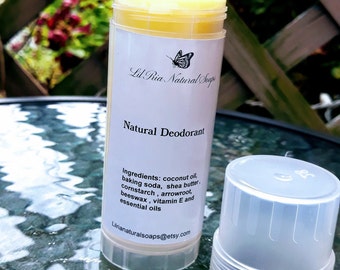 Lil Ria Natural Soaps
Natural Deodorant
Ingredients: coconut oil,
baking soda, shea butter,
cornstarch , arrowroot,
beeswax , vitamin E and
essential oils
Lirianaturalsoaps@etsy.com